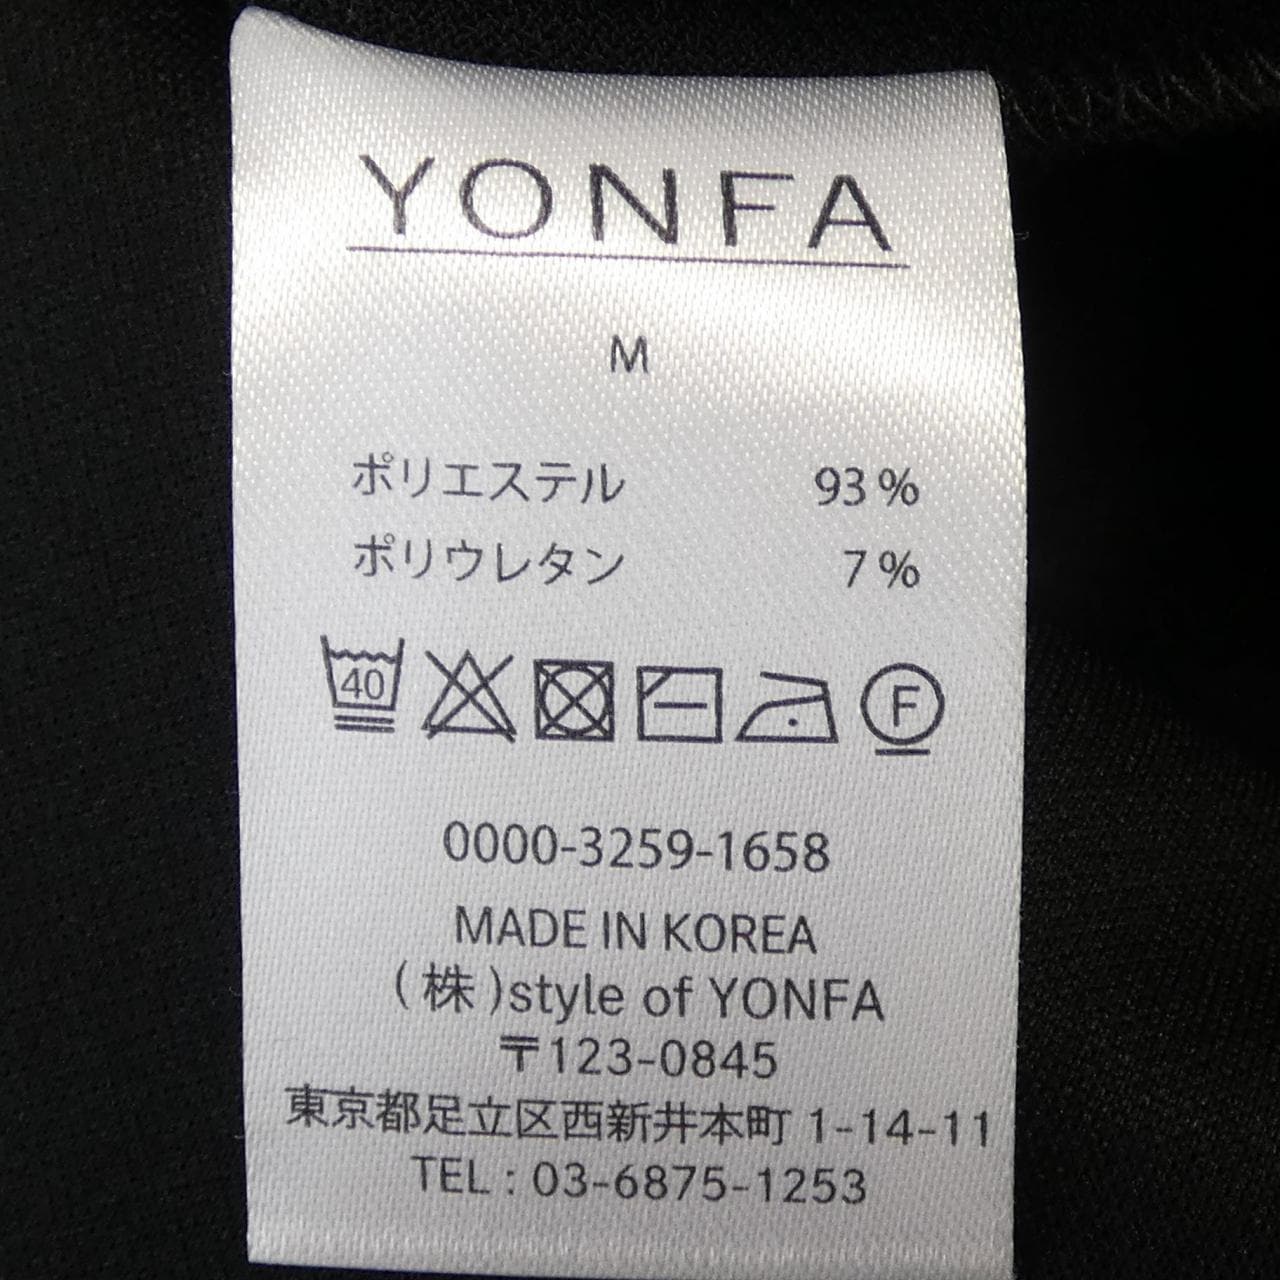 YONFA
M
ポリエステル 93%
ポリウレタン 7%
40 F
0000-3259-1658
MADE IN KOREA
(株)style of YONFA
〒123-0845
東京都足立区西新井本町 1-14-11
TEL : 03-6875-1253